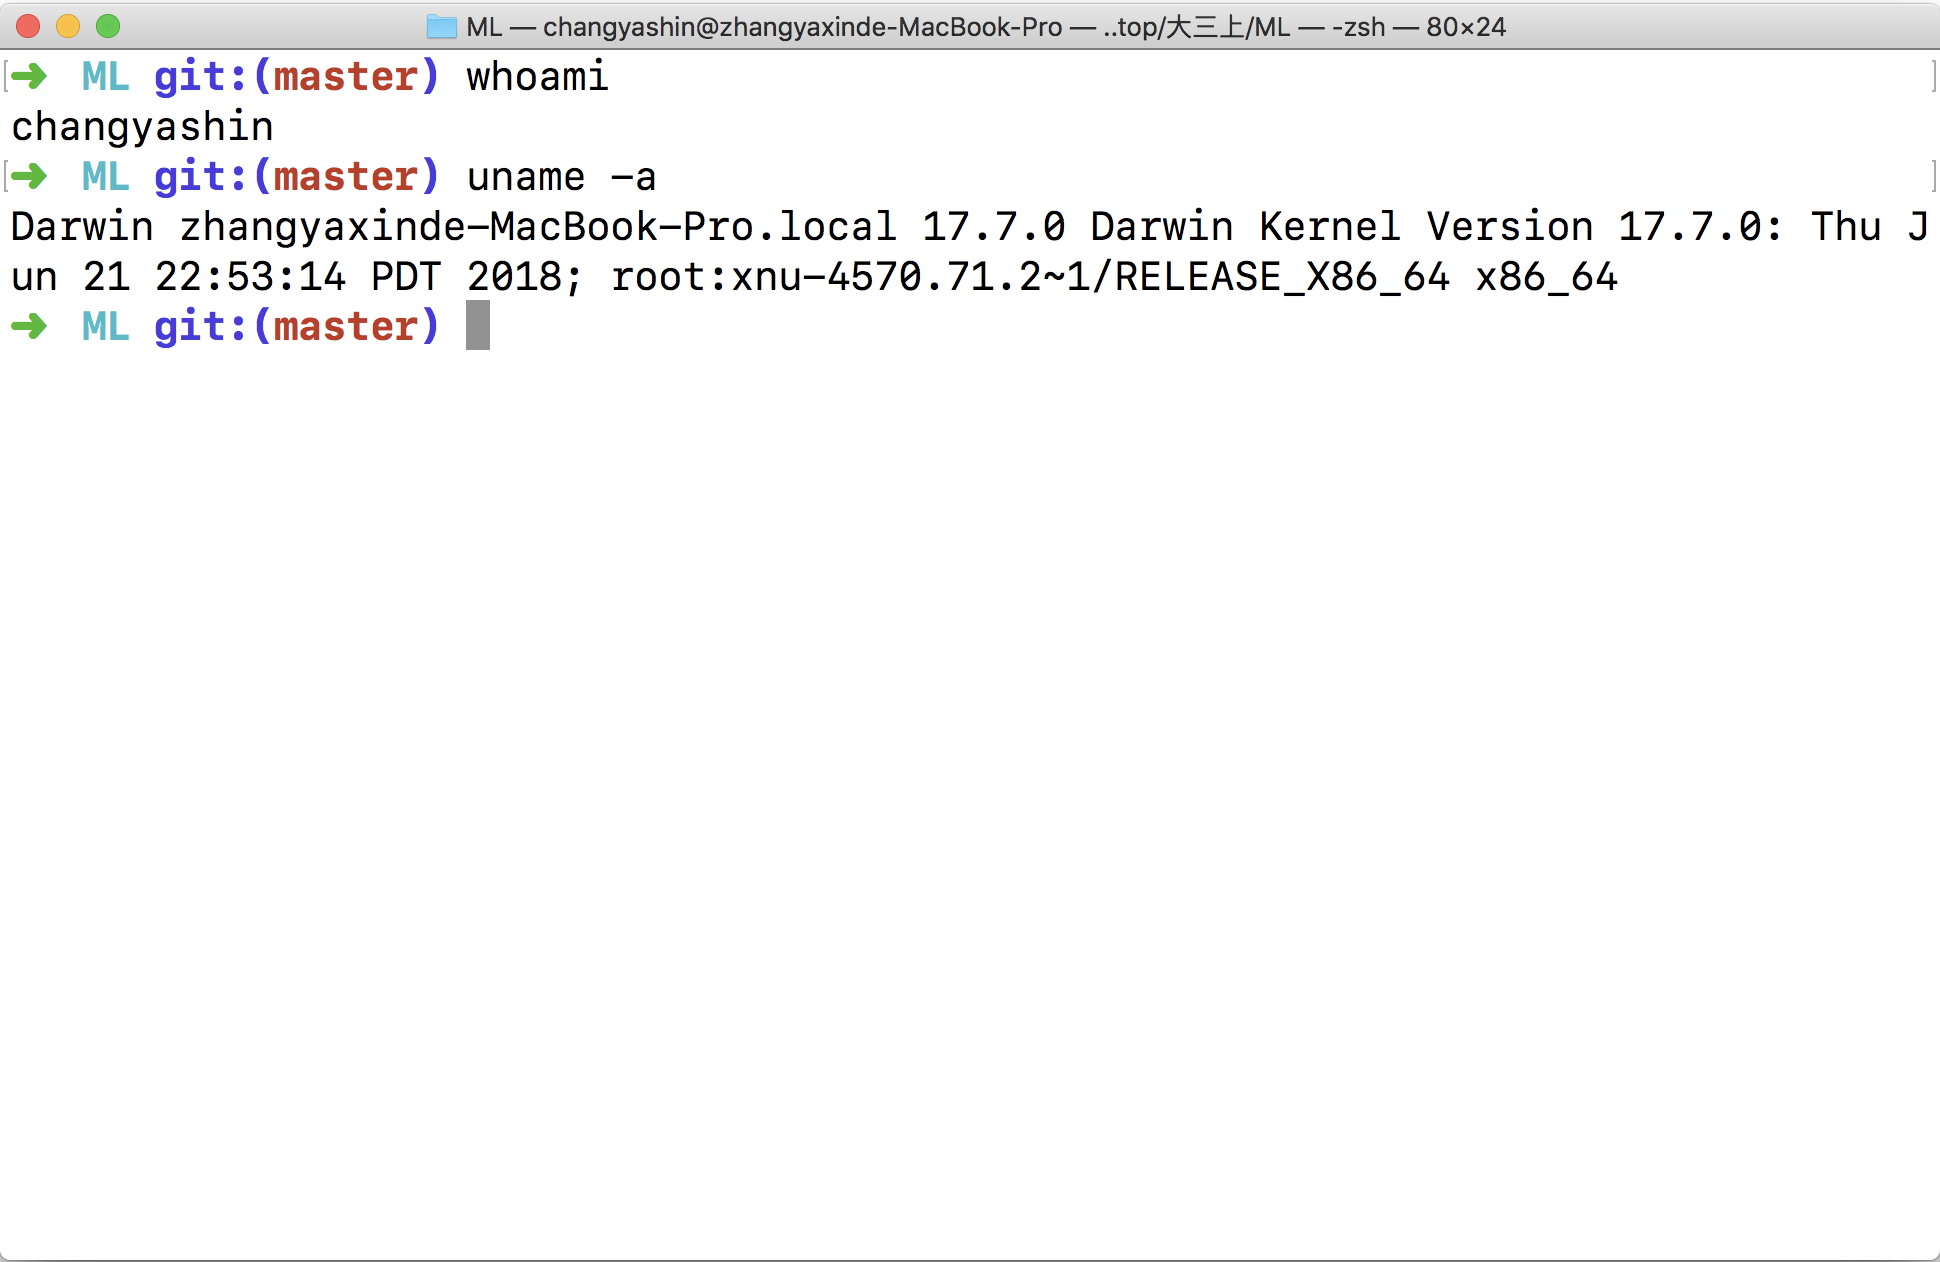 ML — changyashin@zhangyaxinde-MacBook-Pro — ..top/大三上/ML — -zsh — 80×24
[➜  ML git:(master) whoami ]
changyashin
[➜  ML git:(master) uname -a ]
Darwin zhangyaxinde-MacBook-Pro.local 17.7.0 Darwin Kernel Version 17.7.0: Thu J
un 21 22:53:14 PDT 2018; root:xnu-4570.71.2~1/RELEASE_X86_64 x86_64
➜  ML git:(master)